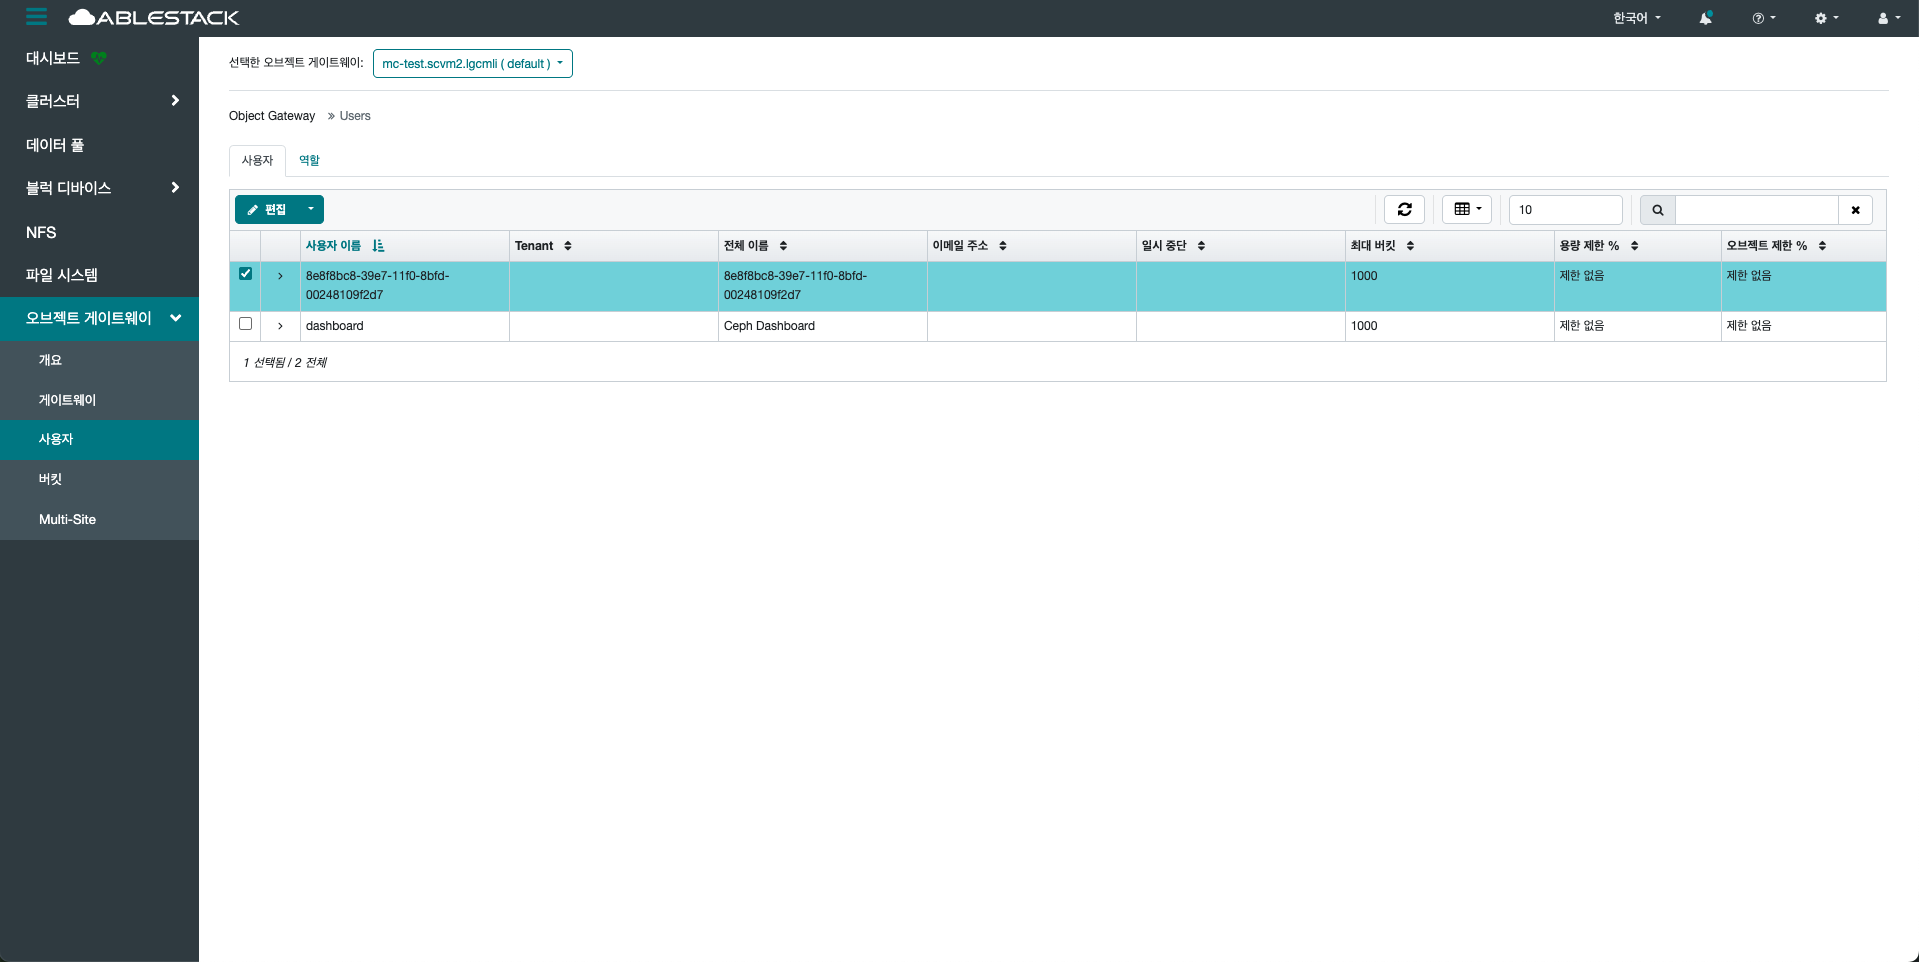 ABLESTACK
한국어
대시보드
클러스터
데이터 풀
블럭 디바이스
NFS
파일 시스템
오브젝트 게이트웨이
개요
게이트웨이
사용자
버킷
Multi-Site
선택한 오브젝트 게이트웨이: mc-test.scvm2.lgcmli ( default )
Object Gateway » Users
사용자 역할
편집 10
사용자 이름 Tenant 전체 이름 이메일 주소 일시 중단 최대 버킷 용량 제한 % 오브젝트 제한 %
8e8f8bc8-39e7-11f0-8bfd- 8e8f8bc8-39e7-11f0-8bfd- 1000 제한 없음 제한 없음
00248109f2d7 00248109f2d7
dashboard Ceph Dashboard 1000 제한 없음 제한 없음
1 선택됨 / 2 전체